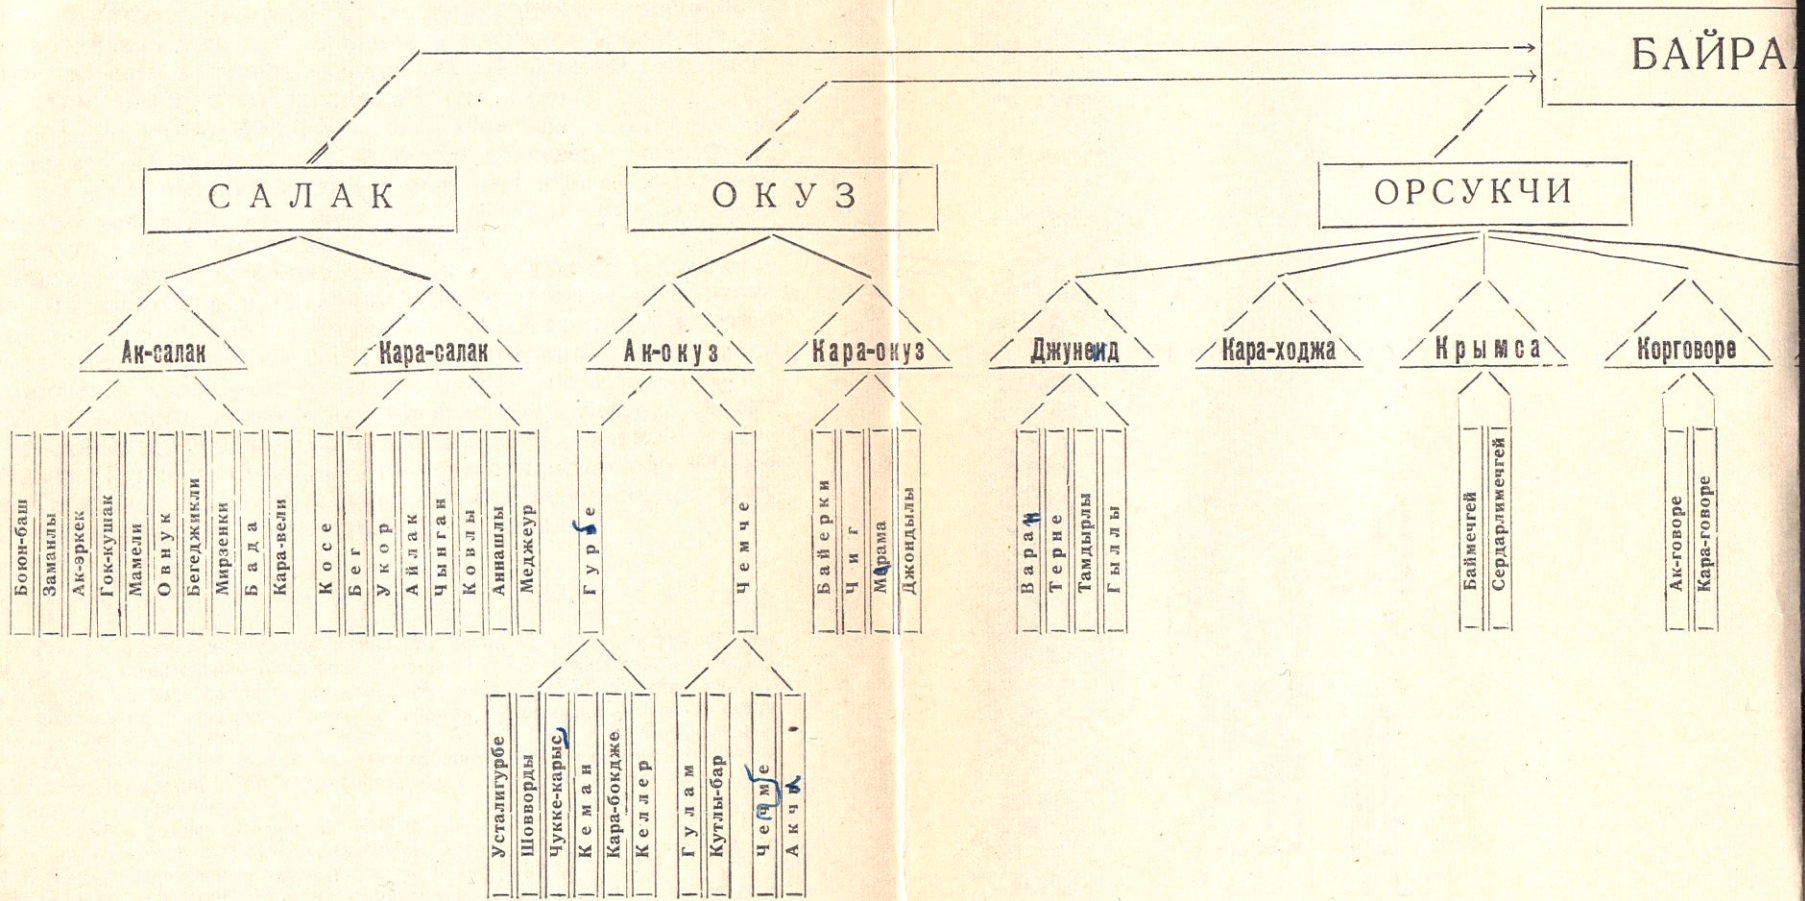 БАЙРА
САЛАК
ОКУЗ
ОРСУКЧИ
Ак-салак
Кара-салак
Ак-окуз
Кара-окуз
Джунеид
Кара-ходжа
Крымса
Корговоре
Боюн-баш
Заманлы
Ак-эркек
Гок-кушак
Мамели
Овнук
Бегеджикли
Мирзенки
Бада
Кара-вели
Косе
Бег
Укор
Айлак
Чынган
Ковлы
Аннашлы
Меджеур
Гурбе
Чемче
Байерки
Чиг
Марама
Джондылы
Варан
Терне
Тамдырлы
Гыллы
Баймечгей
Сердарлимечгей
Ак-говоре
Кара-говоре
Усталигурбе
Шовворды
Чукке-карыс
Кеман
Кара-бокдже
Келлер
Гулам
Кутлы-бар